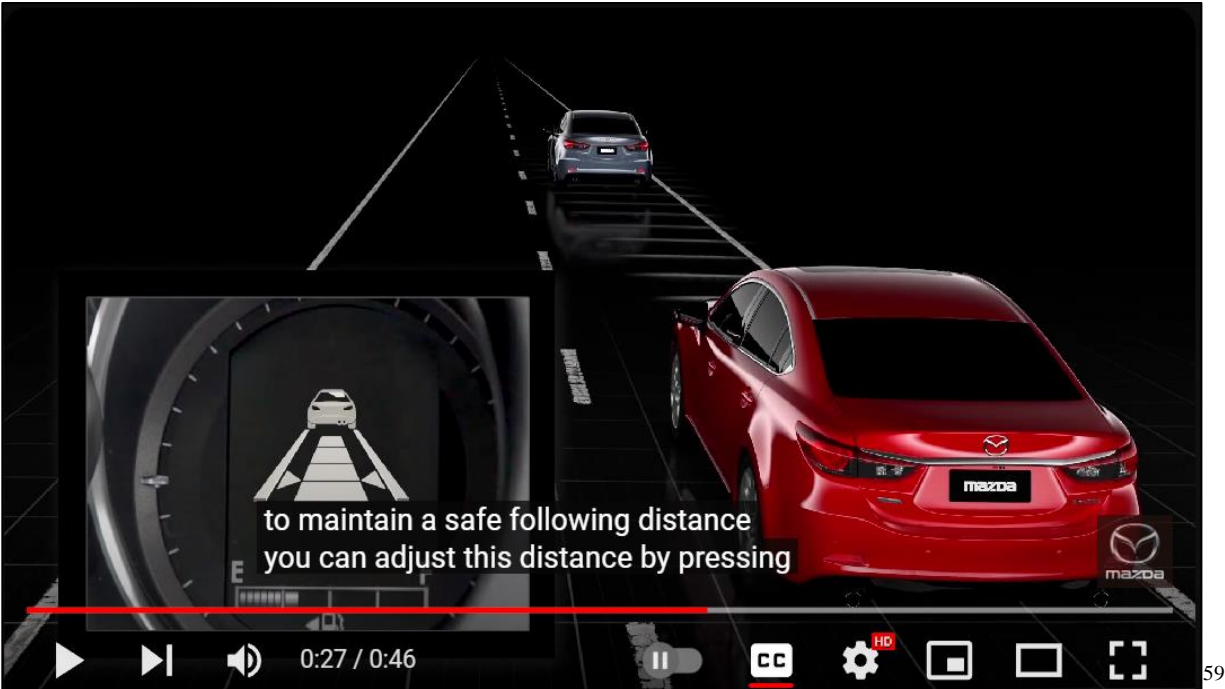 mazda
to maintain a safe following distance
you can adjust this distance by pressing
mazda
E F
0:27 / 0:46
CC
HD
59